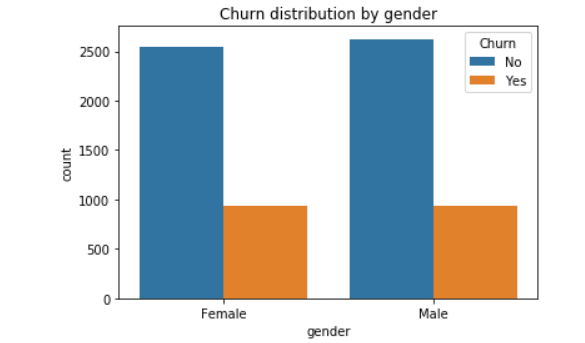 Churn distribution by gender
Churn
No
Yes
2500
2000
1500
1000
500
0
count
Female
Male
gender